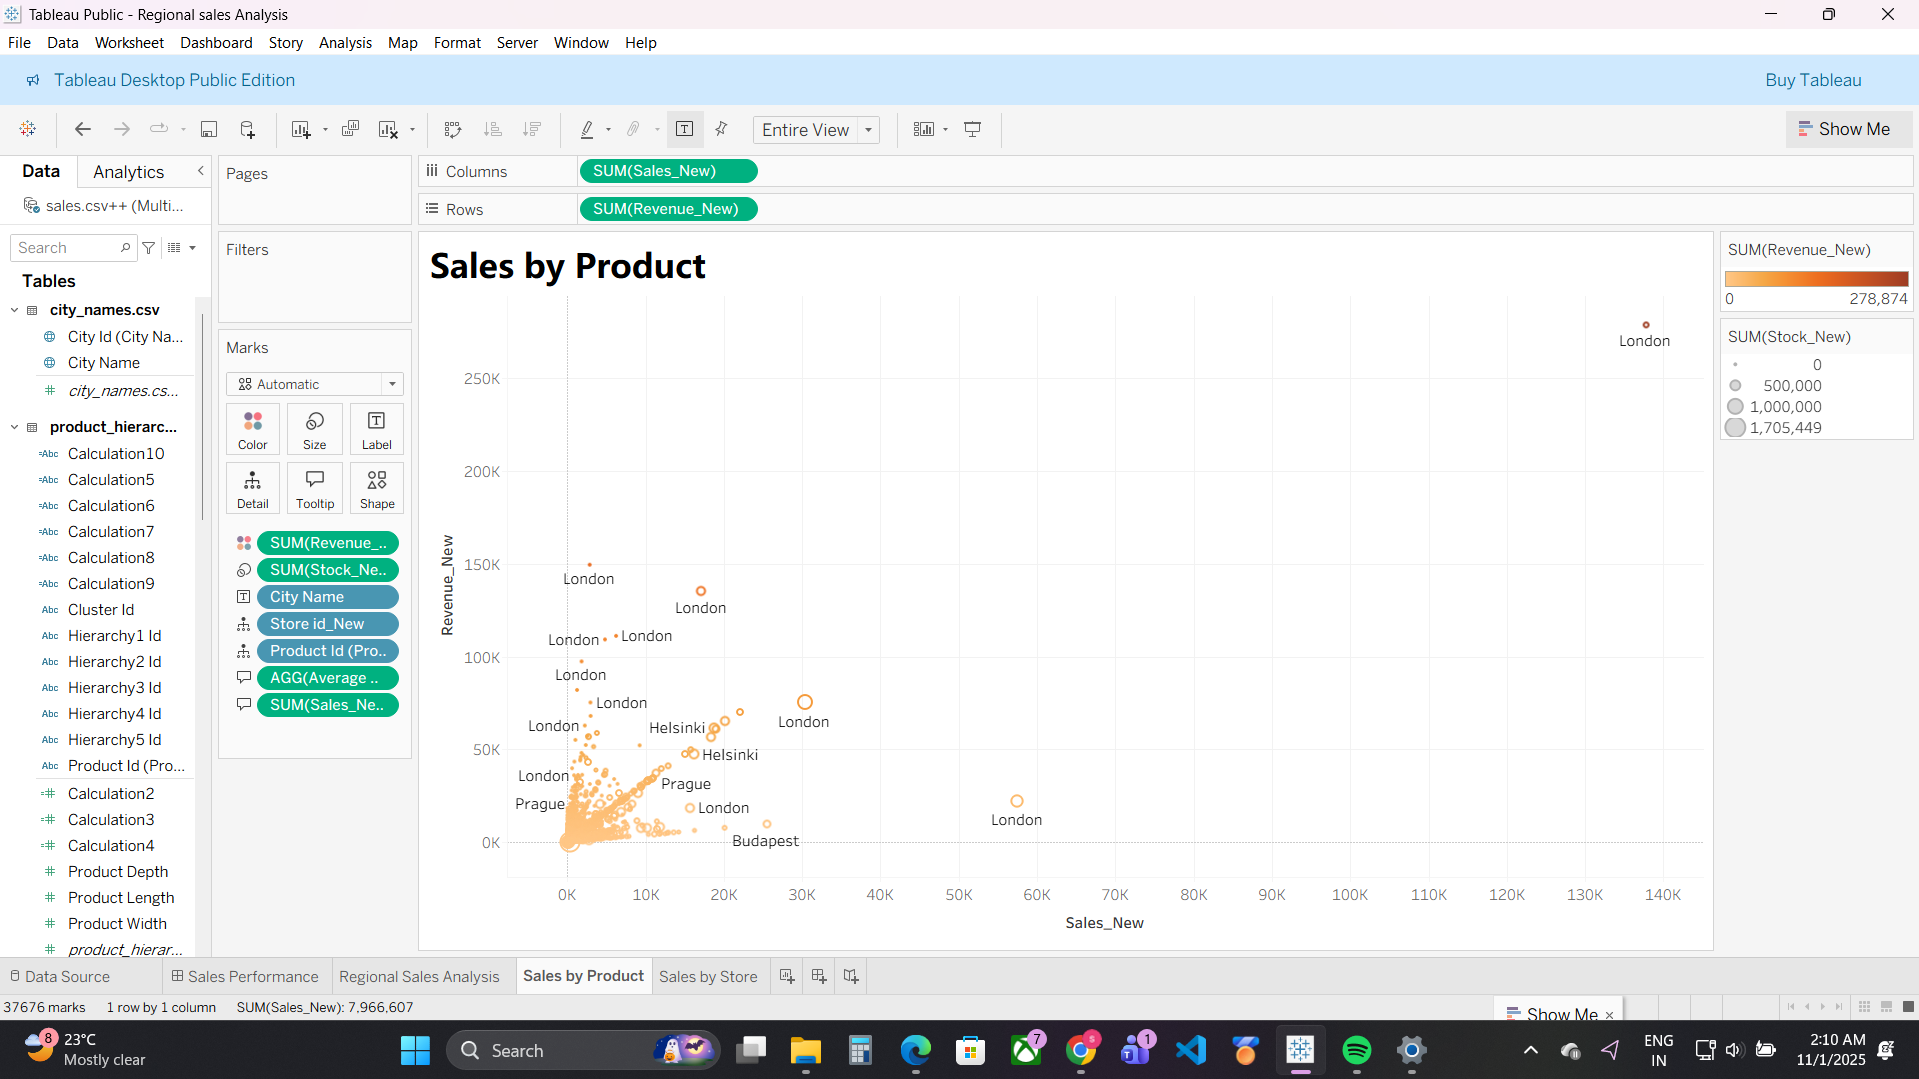 Tableau Public - Regional sales Analysis
File Data Worksheet Dashboard Story Analysis Map Format Server Window Help
Tableau Desktop Public Edition
Buy Tableau
Entire View
Show Me
Data
Analytics
sales.csv++ (Multi...
Search
Tables
city_names.csv
City Id (City Na...
City Name
city_names.cs...
product_hierarc...
Calculation10
Calculation5
Calculation6
Calculation7
Calculation8
Calculation9
Cluster Id
Hierarchy1 Id
Hierarchy2 Id
Hierarchy3 Id
Hierarchy4 Id
Hierarchy5 Id
Product Id (Pro...
Calculation2
Calculation3
Calculation4
Product Depth
Product Length
Product Width
product_hierar...
Pages
Filters
Marks
Automatic
Color
Size
Label
Detail
Tooltip
Shape
SUM(Revenue_..
SUM(Stock_Ne..
City Name
Store id_New
Product Id (Pro..
AGG(Average ..
SUM(Sales_Ne..
Columns
SUM(Sales_New)
Rows
SUM(Revenue_New)
Sales by Product
Revenue_New
250K
200K
150K
100K
50K
0K
London
London
London
London
London
London
London
London
London
Helsinki
Helsinki
London
Prague
Prague
London
London
Budapest
0K 10K 20K 30K 40K 50K 60K 70K 80K 90K 100K 110K 120K 130K 140K
Sales_New
SUM(Revenue_New)
0 278,874
SUM(Stock_New)
0
500,000
1,000,000
1,705,449
Data Source
Sales Performance
Regional Sales Analysis
Sales by Product
Sales by Store
37676 marks 1 row by 1 column SUM(Sales_New): 7,966,607
Show Me
8
23°C
Mostly clear
Search
7
s
1
ENG
IN
2:10 AM
11/1/2025